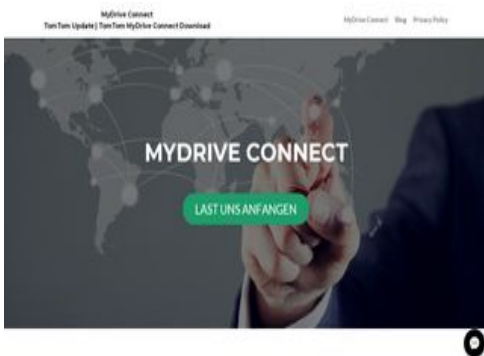 MyDrive Connect
TomTom Update | TomTom MyDrive Connect Download
MyDrive Connect Blog Privacy Policy
MYDRIVE CONNECT
LAST UNS ANFANGEN